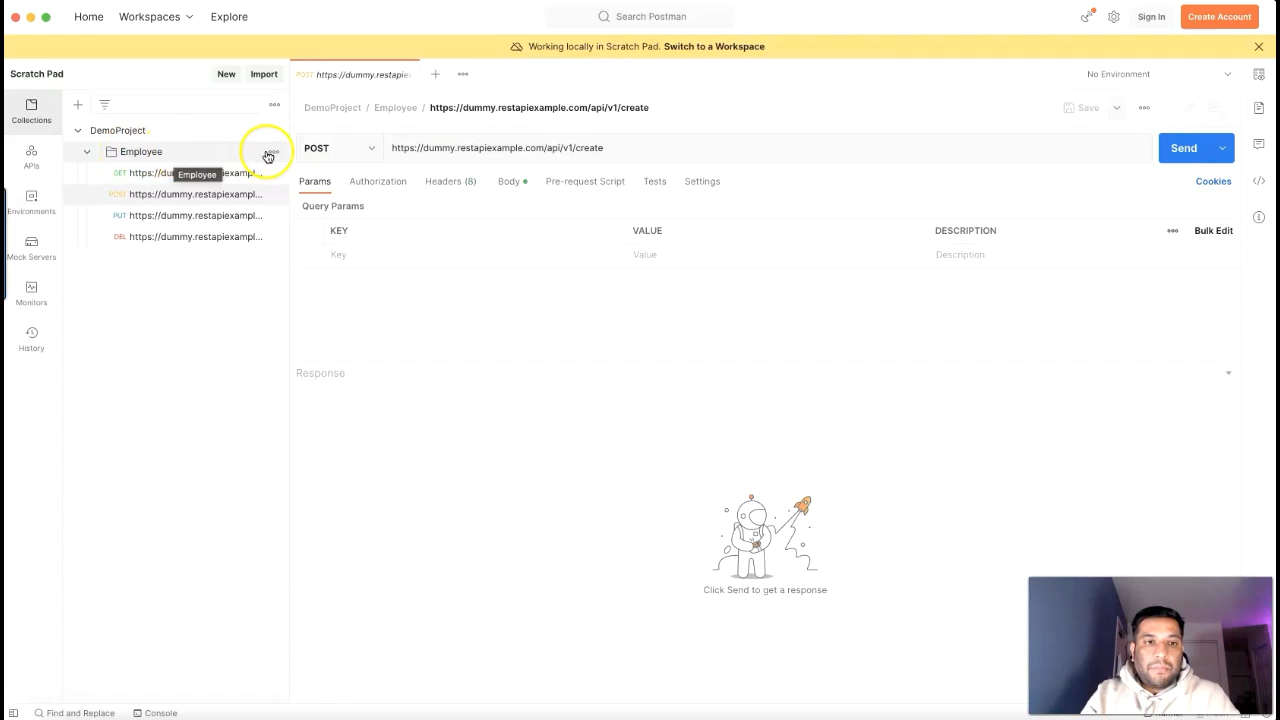 Home Workspaces Explore Search Postman Sign In Create Account
Working locally in Scratch Pad. Switch to a Workspace
Scratch Pad New Import POST https://dummy.restapiex No Environment
Collections
APIs
Environments
Mock Servers
Monitors
History
DemoProject
Employee
Employee
GET https://dummy.restapiexampl...
POST https://dummy.restapiexampl...
PUT https://dummy.restapiexampl...
DEL https://dummy.restapiexampl...
DemoProject / Employee / https://dummy.restapiexample.com/api/v1/create Save
POST https://dummy.restapiexample.com/api/v1/create Send
Params Authorization Headers (8) Body Pre-request Script Tests Settings Cookies
Query Params
KEY VALUE DESCRIPTION Bulk Edit
Key Value Description
Response
Click Send to get a response
Find and Replace Console